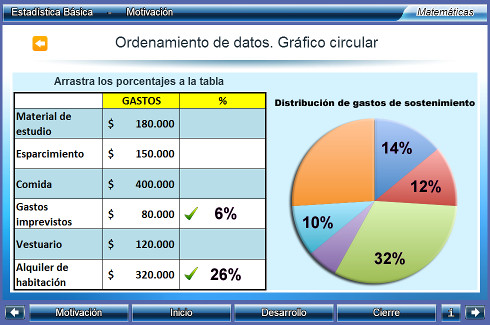 Estadística Básica - Motivación Matemáticas
Ordenamiento de datos. Gráfico circular
Arrastra los porcentajes a la tabla
GASTOS %
Material de estudio $ 180.000
Esparcimiento $ 150.000
Comida $ 400.000
Gastos imprevistos $ 80.000 6%
Vestuario $ 120.000
Alquiler de habitación $ 320.000 26%
Distribución de gastos de sostenimiento
14%
12%
10%
32%
Motivación Inicio Desarrollo Cierre i